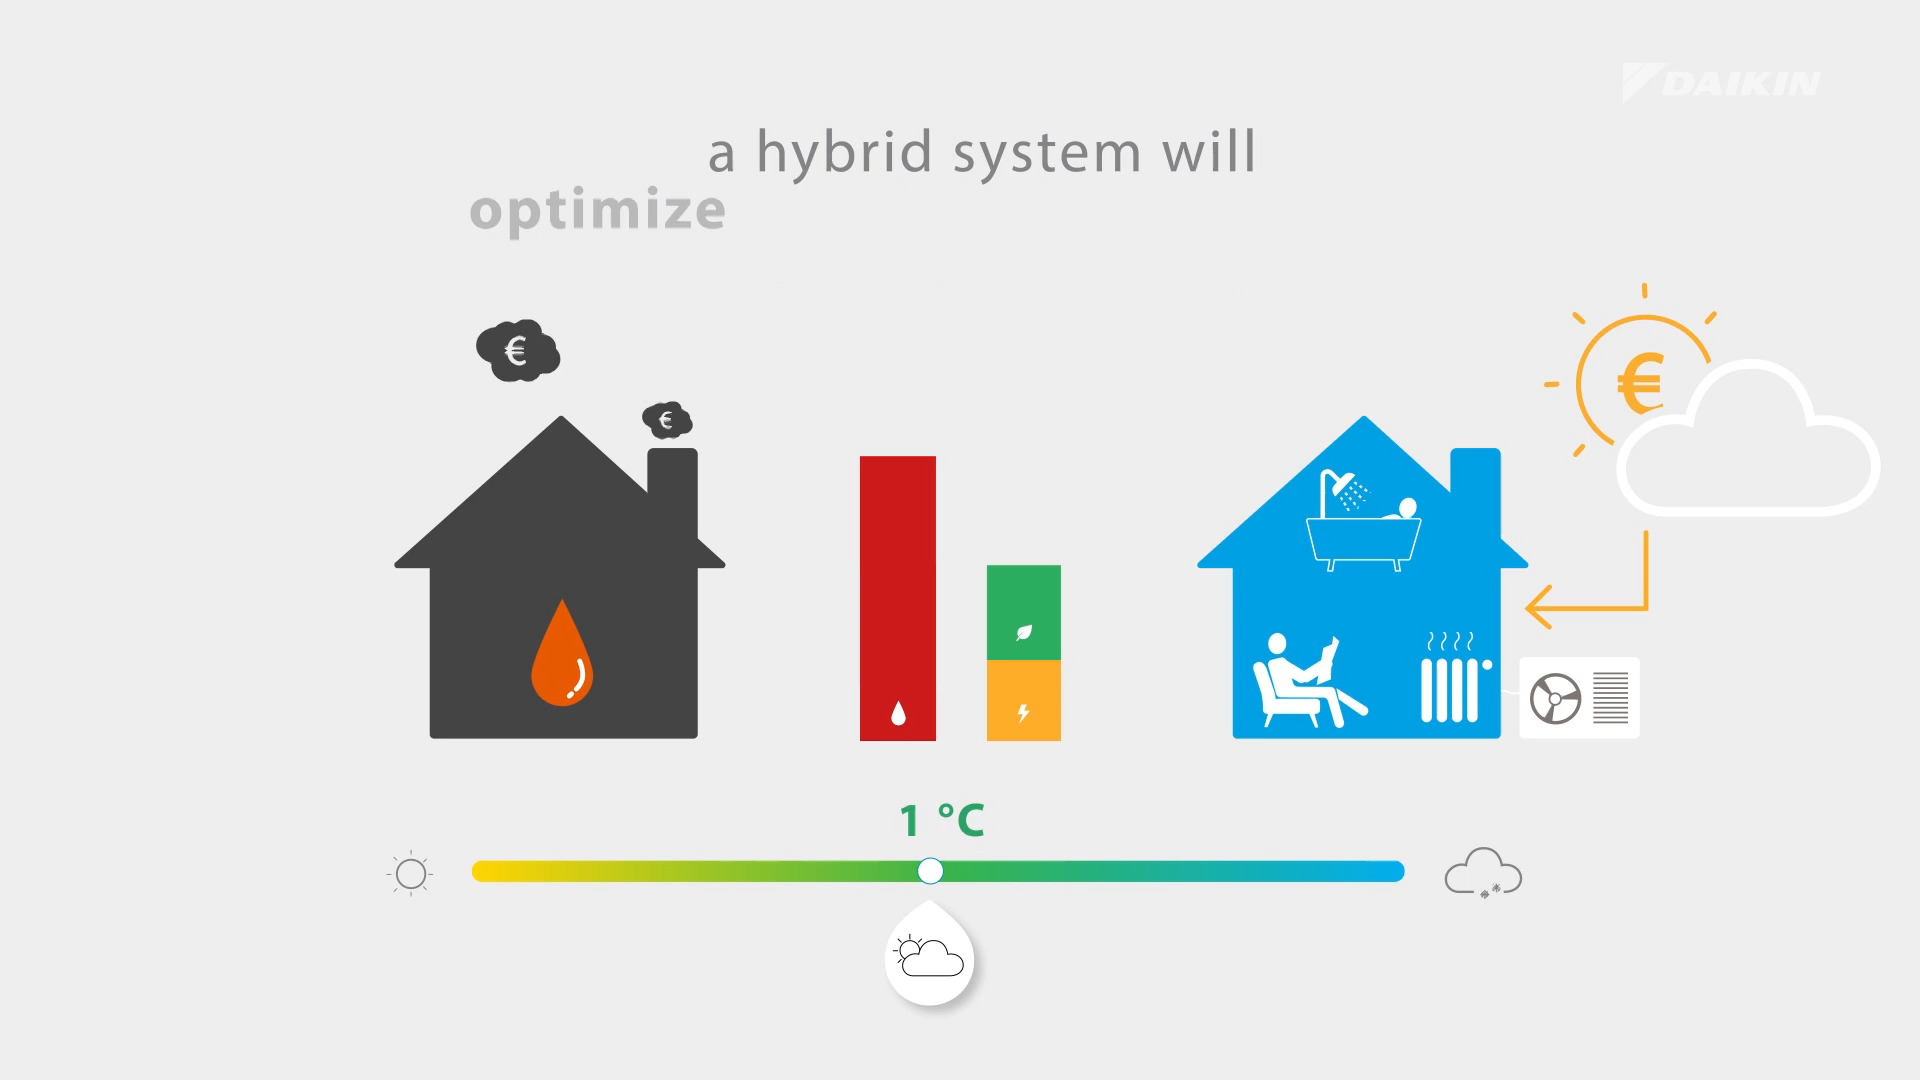 DAIKIN
a hybrid system will
optimize
€
€
€
1 °C